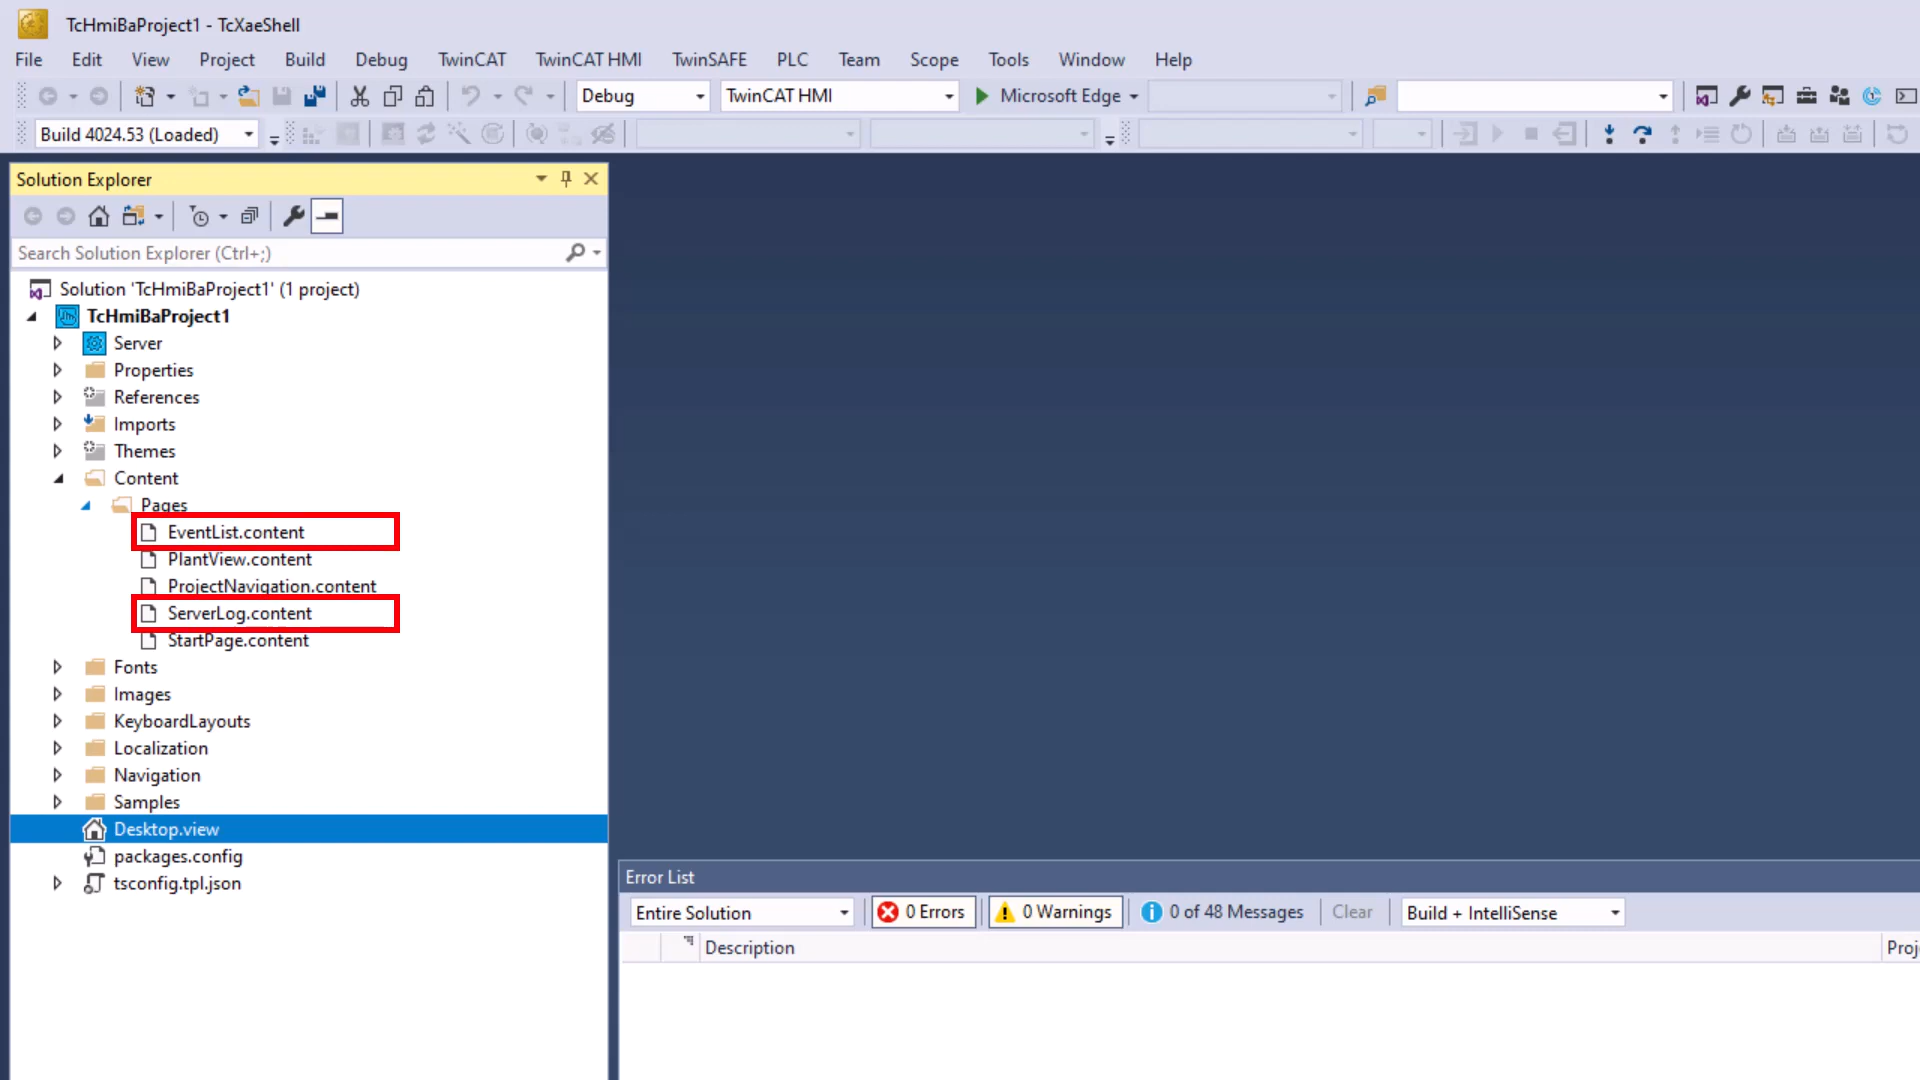 TcHmiBaProject1 - TcXaeShell
File Edit View Project Build Debug TwinCAT TwinCAT HMI TwinSAFE PLC Team Scope Tools Window Help
Debug TwinCAT HMI Microsoft Edge
Build 4024.53 (Loaded)
Solution Explorer
Search Solution Explorer (Ctrl+;)
Solution 'TcHmiBaProject1' (1 project)
TcHmiBaProject1
Server
Properties
References
Imports
Themes
Content
Pages
EventList.content
PlantView.content
ProjectNavigation.content
ServerLog.content
StartPage.content
Fonts
Images
KeyboardLayouts
Localization
Navigation
Samples
Desktop.view
packages.config
tsconfig.tpl.json
Error List
Entire Solution 0 Errors 0 Warnings 0 of 48 Messages Clear Build + IntelliSense
Description Proj